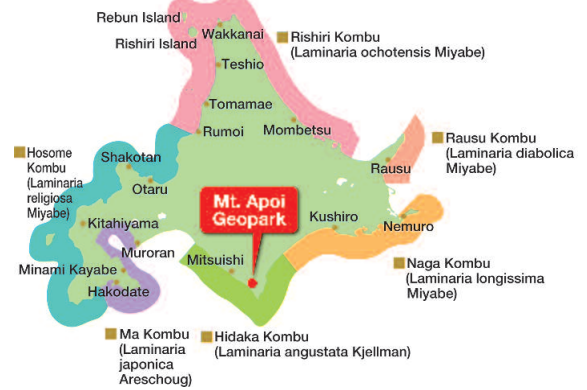 Rebun Island
Rishiri Island
Wakkanai
Rishiri Kombu
(Laminaria ochotensis Miyabe)
Teshio
Tomamae
Rumoi
Mombetsu
Rausu Kombu
(Laminaria diabolica
Miyabe)
Rausu
Hosome
Kombu
(Laminaria
religiosa
Miyabe)
Shakotan
Otaru
Mt. Apoi
Geopark
Kushiro
Nemuro
Kitahiyama
Muroran
Mitsuishi
Naga Kombu
(Laminaria longissima
Miyabe)
Minami Kayabe
Hakodate
Ma Kombu
(Laminaria
japonica
Areschoug)
Hidaka Kombu
(Laminaria angustata Kjellman)